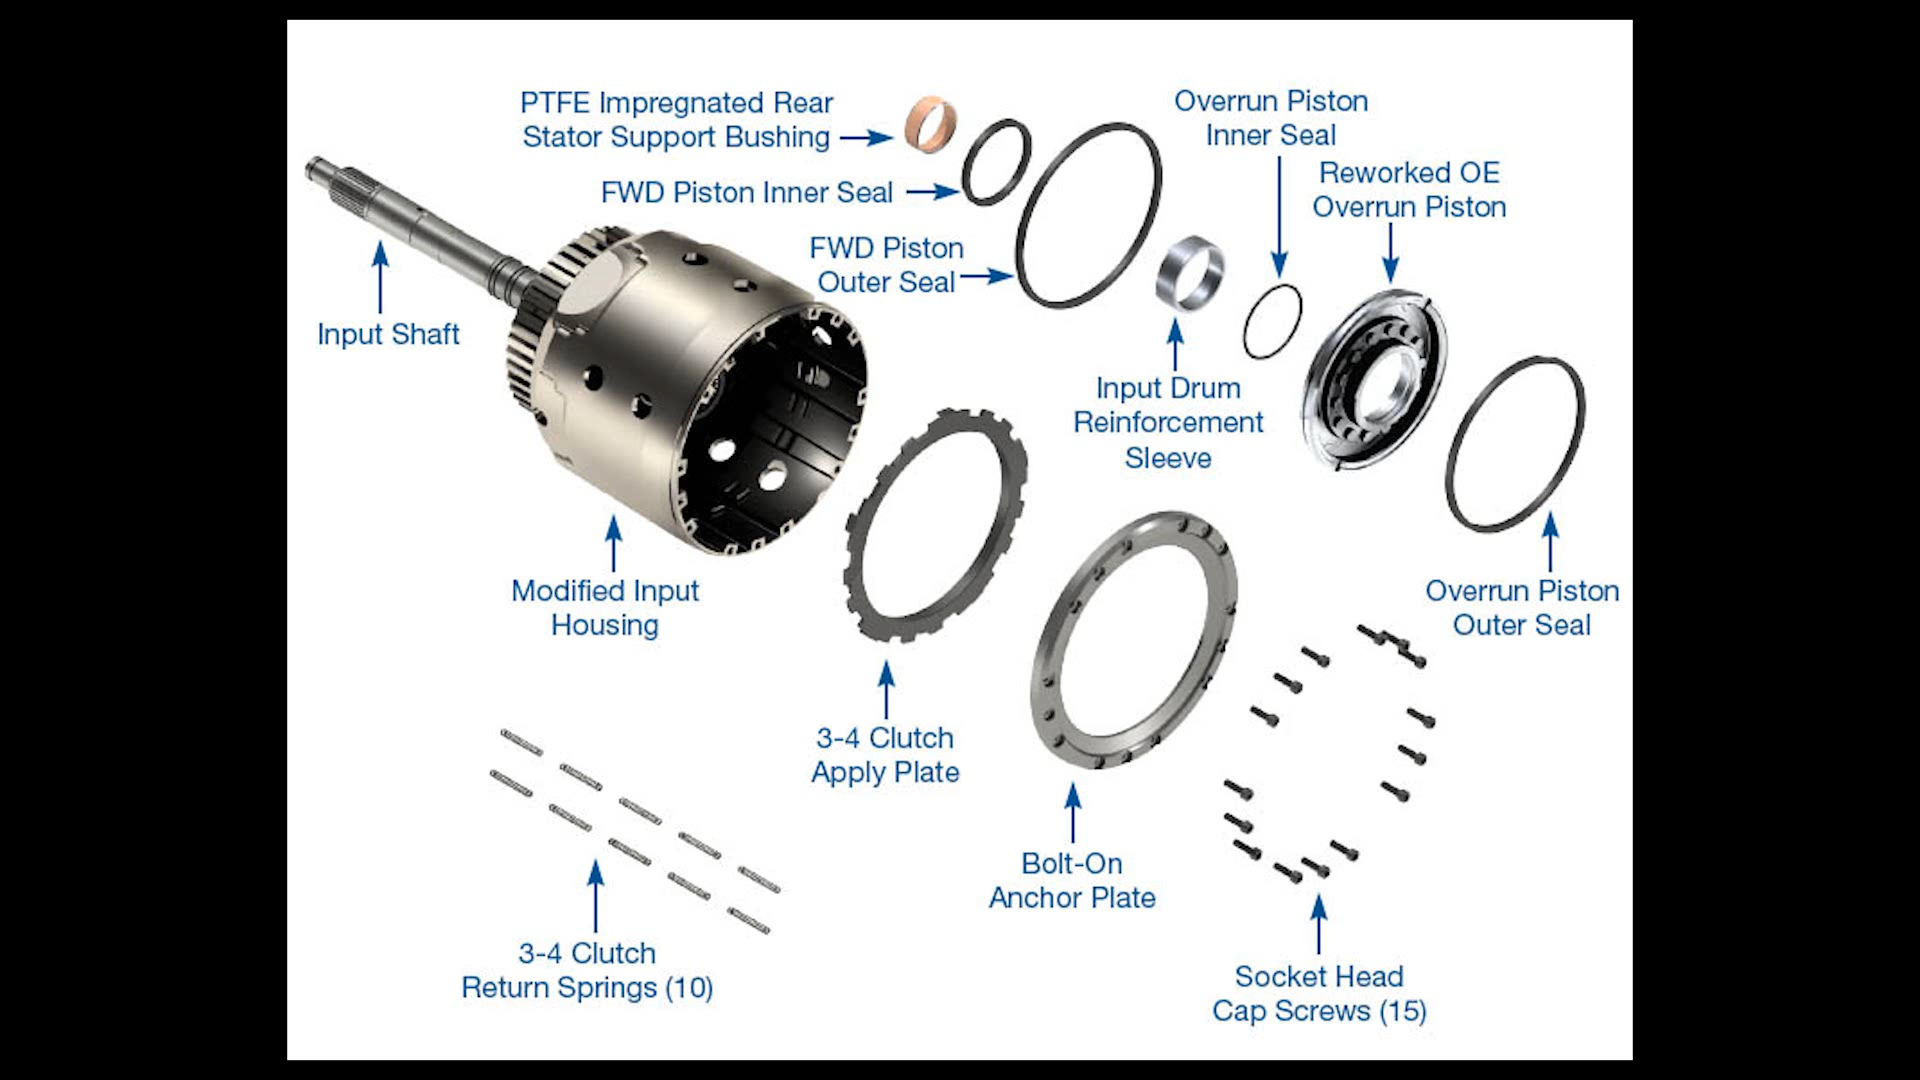 PTFE Impregnated Rear
Stator Support Bushing
FWD Piston Inner Seal
FWD Piston
Outer Seal
Overrun Piston
Inner Seal
Reworked OE
Overrun Piston
Input Shaft
Input Drum
Reinforcement
Sleeve
Modified Input
Housing
Overrun Piston
Outer Seal
3-4 Clutch
Apply Plate
Bolt-On
Anchor Plate
3-4 Clutch
Return Springs (10)
Socket Head
Cap Screws (15)